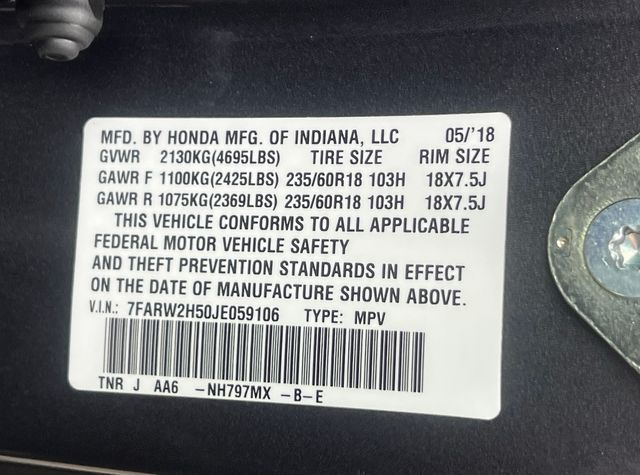 MFD. BY HONDA MFG. OF INDIANA, LLC 05/'18
GVWR 2130KG(4695LBS) TIRE SIZE RIM SIZE
GAWR F 1100KG(2425LBS) 235/60R18 103H 18X7.5J
GAWR R 1075KG(2369LBS) 235/60R18 103H 18X7.5J
THIS VEHICLE CONFORMS TO ALL APPLICABLE
FEDERAL MOTOR VEHICLE SAFETY
AND THEFT PREVENTION STANDARDS IN EFFECT
ON THE DATE OF MANUFACTURE SHOWN ABOVE.
V.I.N.: 7FARW2H50JE059106 TYPE: MPV
TNR J AA6 -NH797MX -B-E